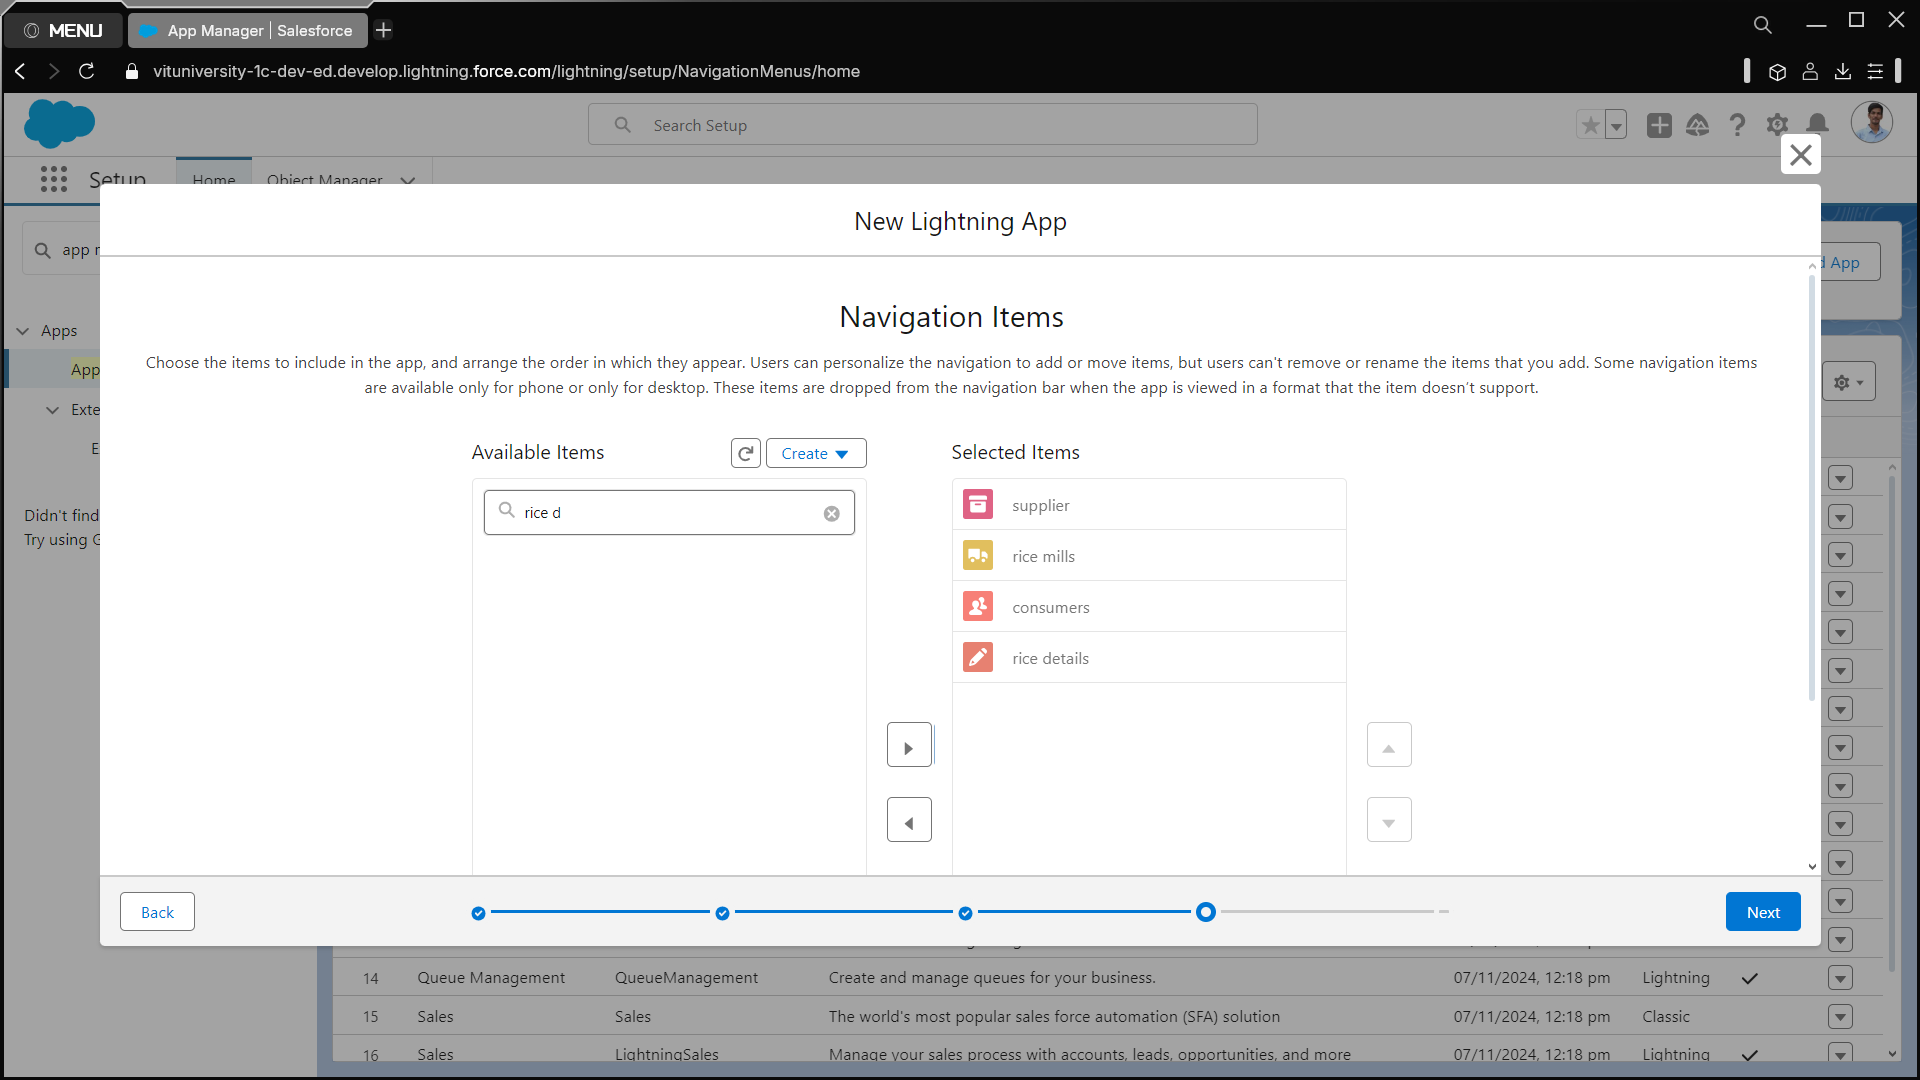 MENU
App Manager | Salesforce
vituniversity-1c-dev-ed.develop.lightning.force.com/lightning/setup/NavigationMenus/home
Search Setup
Setup
Home
Object Manager
New Lightning App
app
d App
Navigation Items
Apps
Choose the items to include in the app, and arrange the order in which they appear. Users can personalize the navigation to add or move items, but users can't remove or rename the items that you add. Some navigation items
App
are available only for phone or only for desktop. These items are dropped from the navigation bar when the app is viewed in a format that the item doesn't support.
Exte
E
Available Items
Create
Selected Items
rice d
supplier
Didn't find
Try using G
rice mills
consumers
rice details
Back
Next
14 Queue Management QueueManagement Create and manage queues for your business. 07/11/2024, 12:18 pm Lightning
15 Sales Sales The world's most popular sales force automation (SFA) solution 07/11/2024, 12:18 pm Classic
16 Sales LightningSales Manage your sales process with accounts, leads, opportunities, and more 07/11/2024, 12:18 pm Lightning